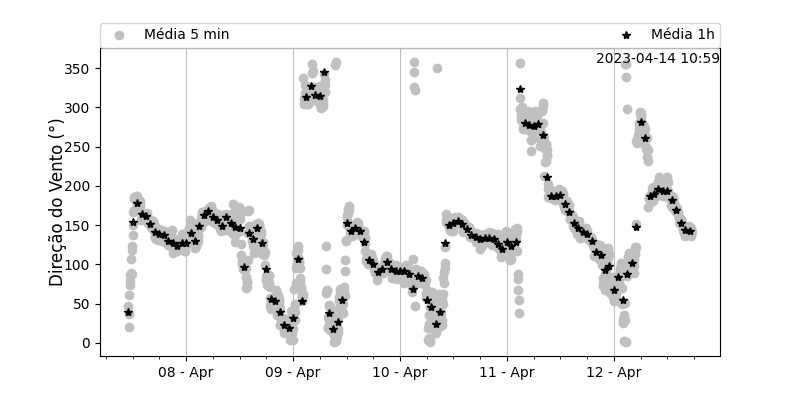 Média 5 min
Média 1h
2023-04-14 10:59
Direção do Vento (°)
350
300
250
200
150
100
50
0
08 - Apr
09 - Apr
10 - Apr
11 - Apr
12 - Apr